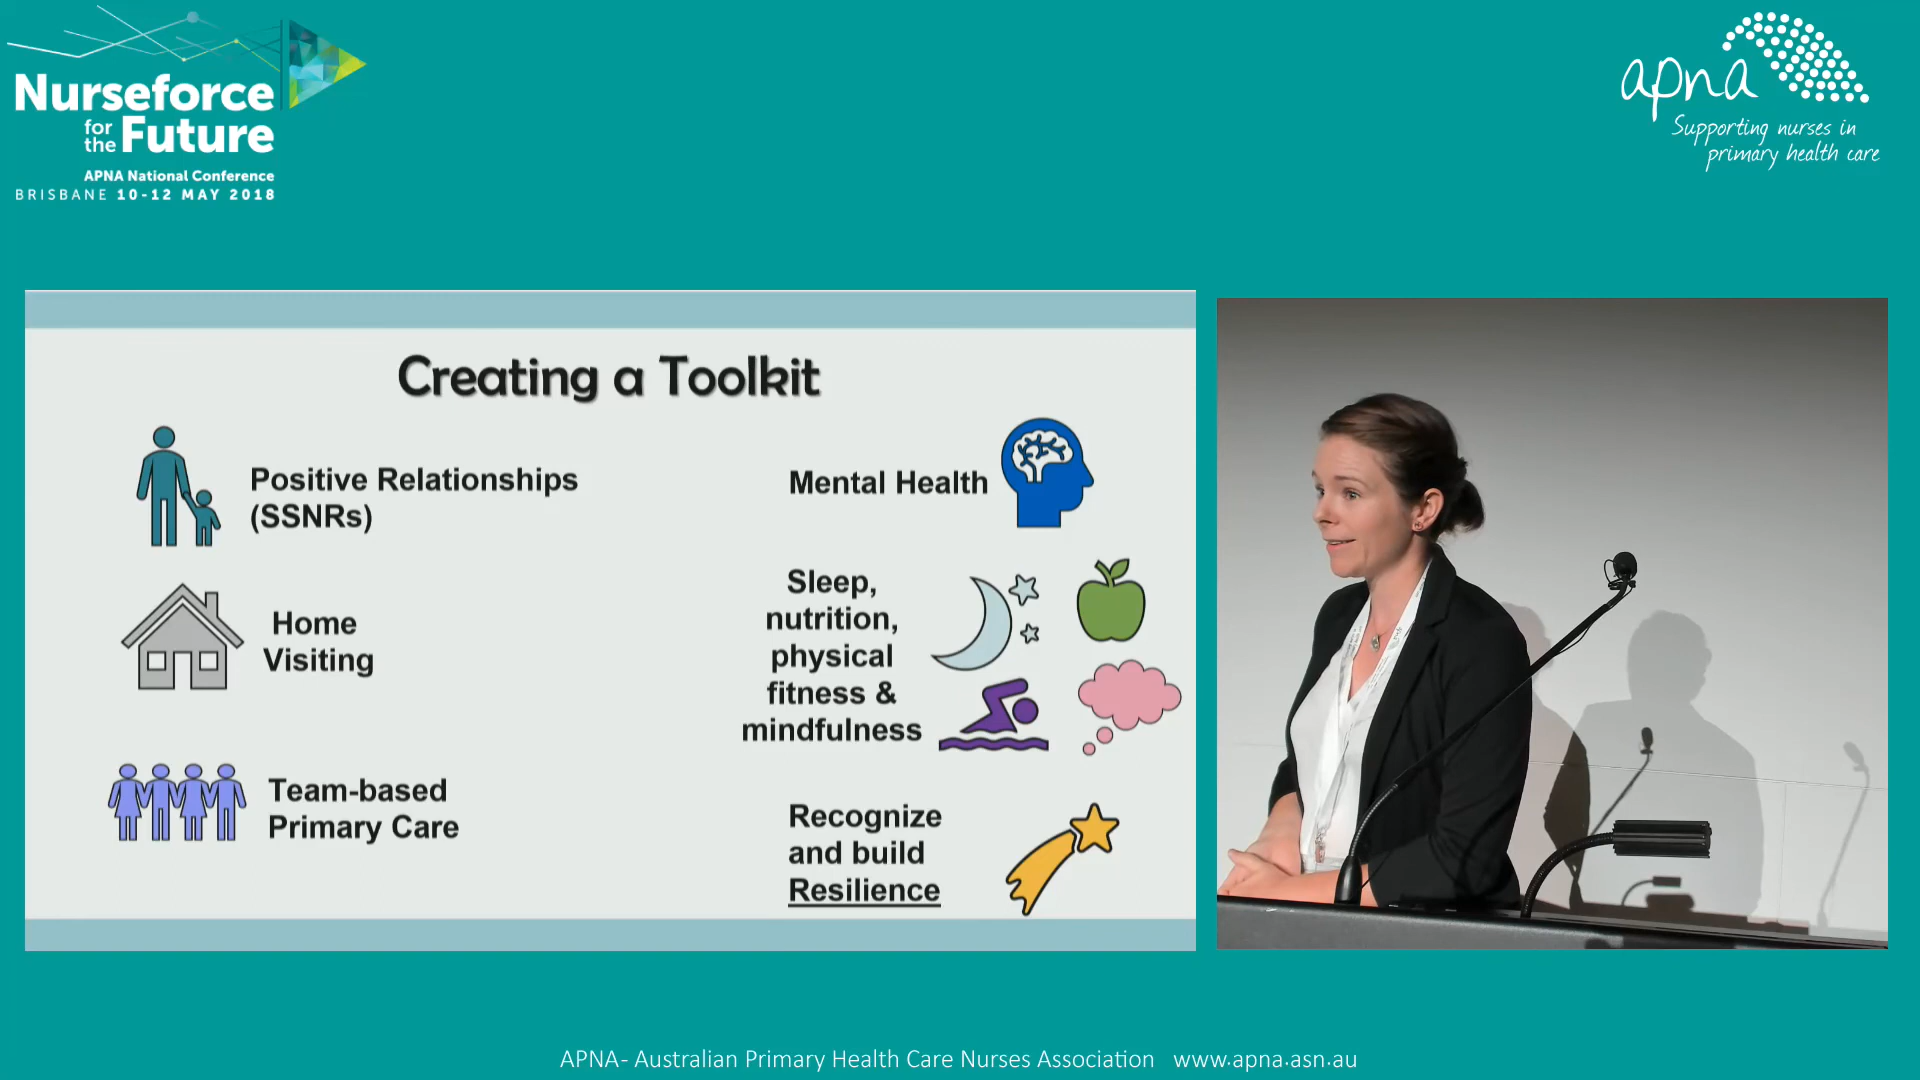 Nurseforce
for the Future
APNA National Conference
BRISBANE 10-12 MAY 2018
apna
Supporting nurses in
primary health care
Creating a Toolkit
Positive Relationships
(SSNRs)
Home
Visiting
Team-based
Primary Care
Mental Health
Sleep,
nutrition,
physical
fitness &
mindfulness
Recognize
and build
Resilience
APNA- Australian Primary Health Care Nurses Association www.apna.asn.au